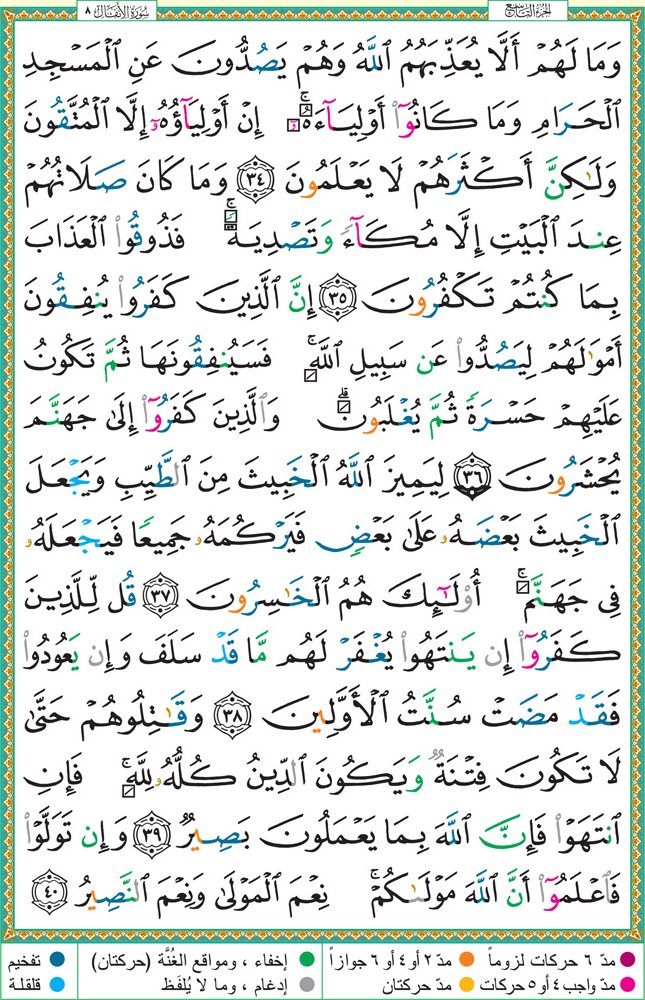 سُورَةُ الأَنفَال ٨
الجزء التاسع
وَمَا لَهُمْ أَلَّا يُعَذِّبَهُمُ ٱللَّهُ وَهُمْ يَصُدُّونَ عَنِ ٱلْمَسْجِدِ
ٱلْحَرَامِ وَمَا كَانُوٓا۟ أَوْلِيَآءَهُۥٓ ۚ إِنْ أَوْلِيَآؤُهُۥٓ إِلَّا ٱلْمُتَّقُونَ
وَلَٰكِنَّ أَكْثَرَهُمْ لَا يَعْلَمُونَ ٣٤ وَمَا كَانَ صَلَاتُهُمْ
عِندَ ٱلْبَيْتِ إِلَّا مُكَآءً وَتَصْدِيَةً ۚ فَذُوقُوا۟ ٱلْعَذَابَ
بِمَا كُنتُمْ تَكْفُرُونَ ٣٥ إِنَّ ٱلَّذِينَ كَفَرُوا۟ يُنفِقُونَ
أَمْوَٰلَهُمْ لِيَصُدُّوا۟ عَن سَبِيلِ ٱللَّهِ ۚ فَسَيُنفِقُونَهَا ثُمَّ تَكُونُ
عَلَيْهِمْ حَسْرَةً ثُمَّ يُغْلَبُونَ ۗ وَٱلَّذِينَ كَفَرُوٓا۟ إِلَىٰ جَهَنَّمَ
يُحْشَرُونَ ٣٦ لِيَمِيزَ ٱللَّهُ ٱلْخَبِيثَ مِنَ ٱلطَّيِّبِ وَيَجْعَلَ
ٱلْخَبِيثَ بَعْضَهُۥ عَلَىٰ بَعْضٍ فَيَرْكُمَهُۥ جَمِيعًا فَيَجْعَلَهُۥ
فِى جَهَنَّمَ ۚ أُو۟لَٰٓئِكَ هُمُ ٱلْخَٰسِرُونَ ٣٧ قُل لِّلَّذِينَ
كَفَرُوٓا۟ إِن يَنتَهُوا۟ يُغْفَرْ لَهُم مَّا قَدْ سَلَفَ وَإِن يَعُودُوا۟
فَقَدْ مَضَتْ سُنَّتُ ٱلْأَوَّلِينَ ٣٨ وَقَٰتِلُوهُمْ حَتَّىٰ
لَا تَكُونَ فِتْنَةٌ وَيَكُونَ ٱلدِّينُ كُلُّهُۥ لِلَّهِ ۚ فَإِنِ
ٱنتَهَوْا۟ فَإِنَّ ٱللَّهَ بِمَا يَعْمَلُونَ بَصِيرٌ ٣٩ وَإِن تَوَلَّوْا۟
فَٱعْلَمُوٓا۟ أَنَّ ٱللَّهَ مَوْلَىٰكُمْ ۚ نِعْمَ ٱلْمَوْلَىٰ وَنِعْمَ ٱلنَّصِيرُ ٤٠
مدّ ٦ حركات لزوماً مدّ ٢ أو ٤ أو ٦ جوازاً إخفاء، ومواقع الغُنَّة (حركتان) تفخيم
مدّ واجب ٤ أو ٥ حركات مدّ حركتان إدغام، وما لا يُلفَظ قلقلة